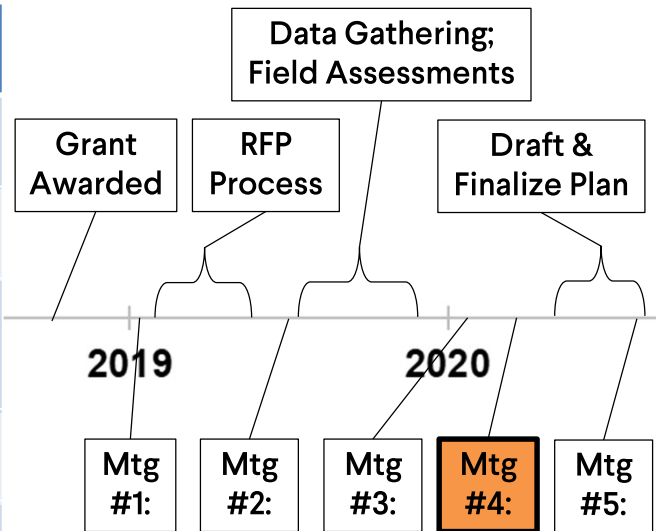 Data Gathering;
Field Assessments
Grant
Awarded
RFP
Process
Draft &
Finalize Plan
2019
2020
Mtg
#1:
Mtg
#2:
Mtg
#3:
Mtg
#4:
Mtg
#5: